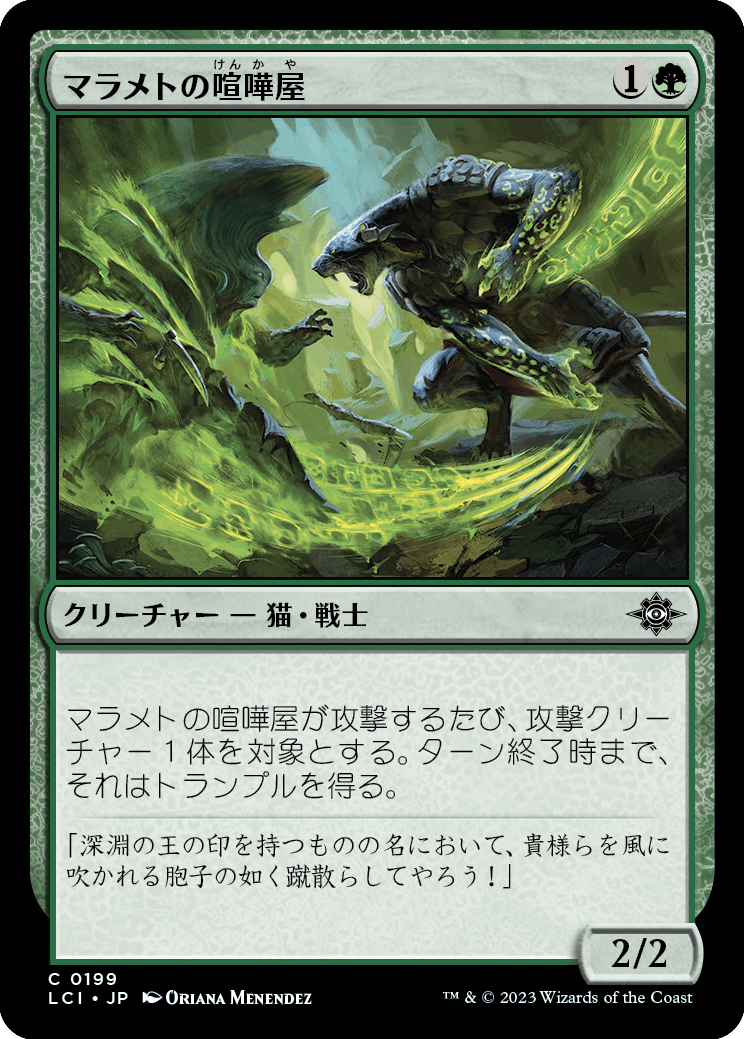 けんかや
マラメトの喧嘩屋
1
クリーチャー — 猫・戦士
マラメトの喧嘩屋が攻撃するたび、攻撃クリー
チャー1体を対象とする。ターン終了時まで、
それはトランプルを得る。
「深淵の王の印を持つものの名において、貴様らを風に
吹かれる胞子の如く蹴散らしてやろう!」
2/2
C 0199
LCI • JP Oriana Menendez
™ & © 2023 Wizards of the Coast